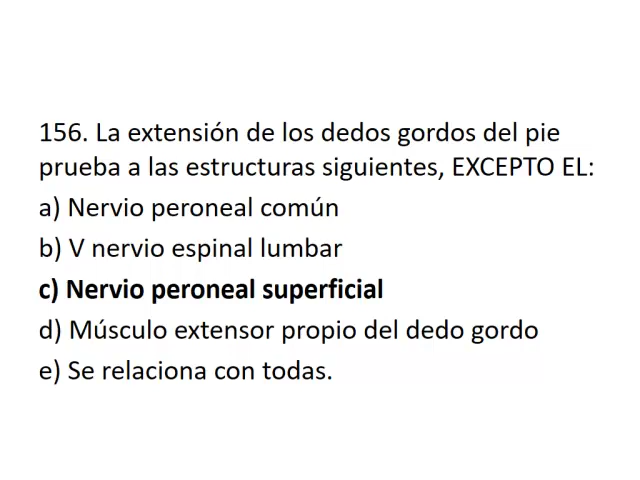 156. La extensión de los dedos gordos del pie
prueba a las estructuras siguientes, EXCEPTO EL:
a) Nervio peroneal común
b) V nervio espinal lumbar
c) Nervio peroneal superficial
d) Músculo extensor propio del dedo gordo
e) Se relaciona con todas.